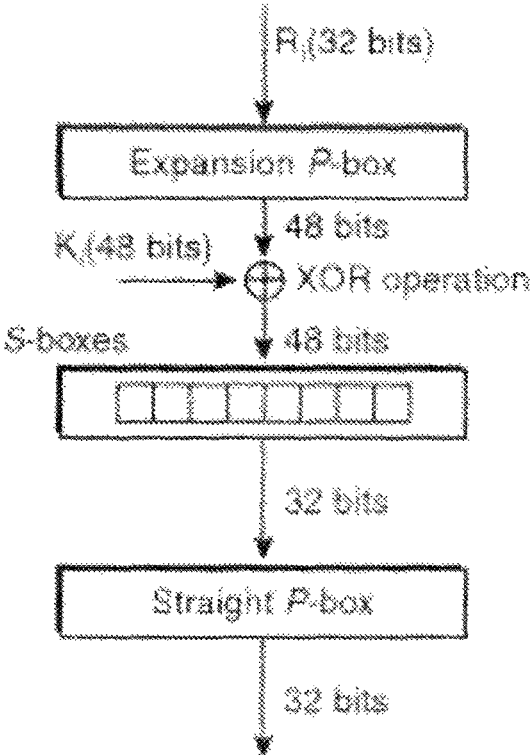 Rᵢ(32 bits)
Expansion P-box
48 bits
Kᵢ(48 bits)
XOR operation
S-boxes
48 bits
32 bits
Straight P-box
32 bits